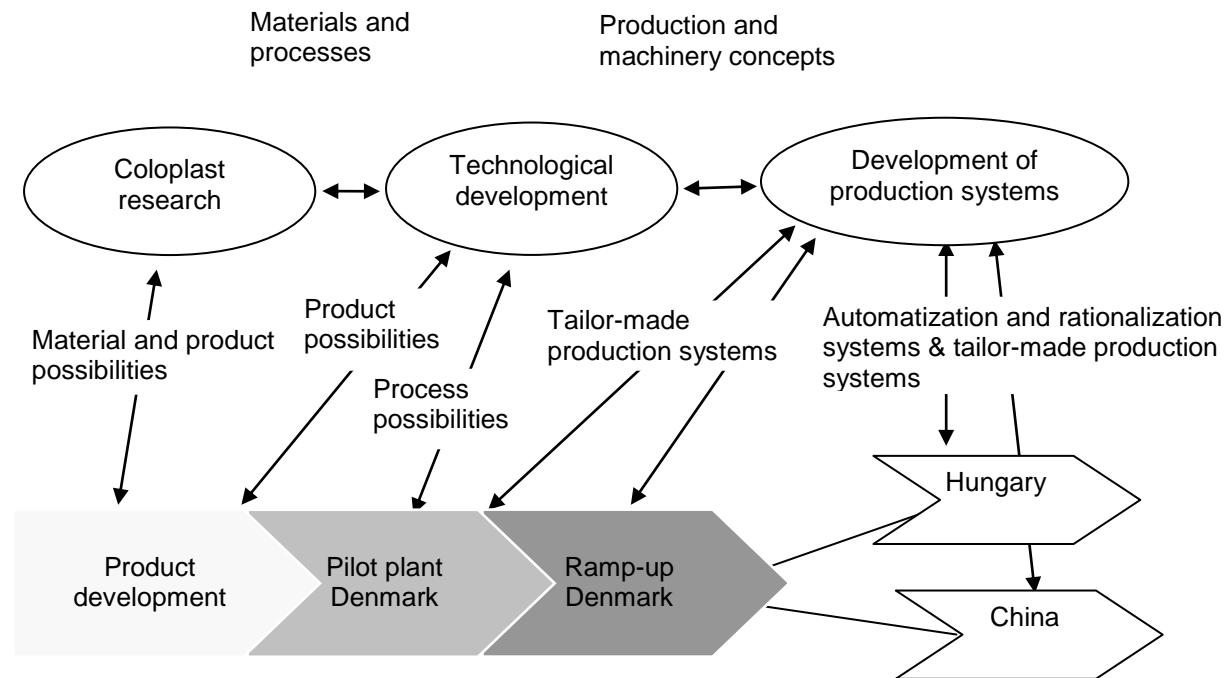 Materials and
processes
Production and
machinery concepts
Coloplast
research
Technological
development
Development of
production systems
Material and product
possibilities
Product
possibilities
Process
possibilities
Tailor-made
production systems
Automatization and rationalization
systems & tailor-made production
systems
Hungary
Product
development
Pilot plant
Denmark
Ramp-up
Denmark
China